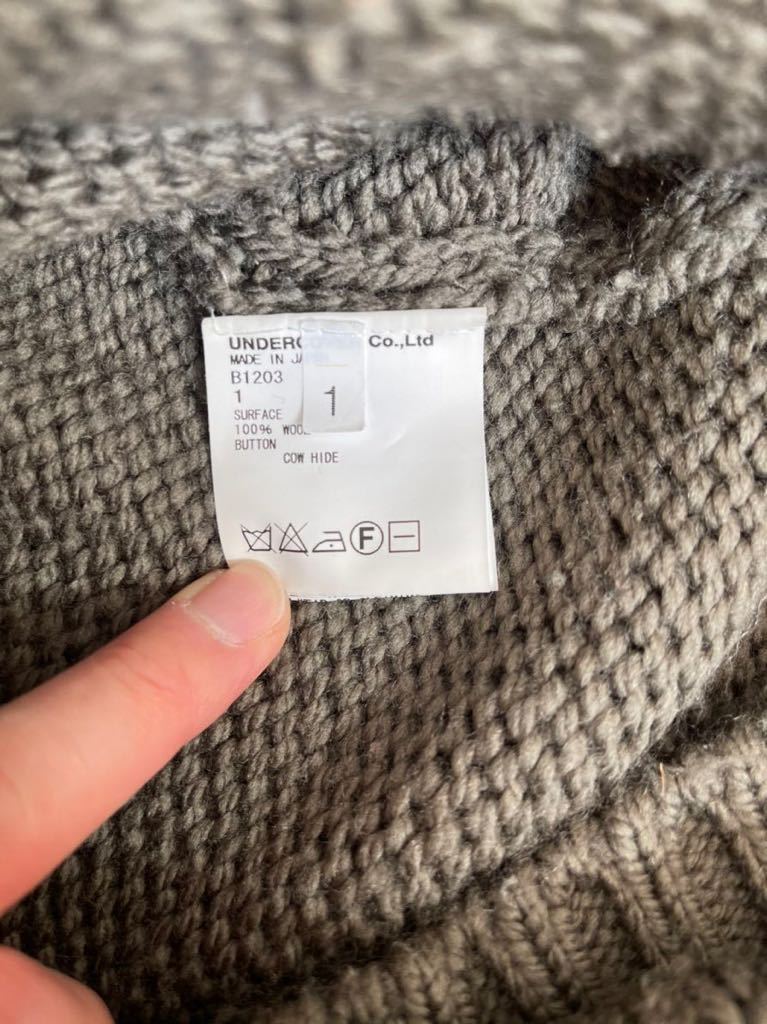 Co.,Ltd
MADE IN
B1203
1
1
SURFACE
100%
BUTTON
COW HIDE
F